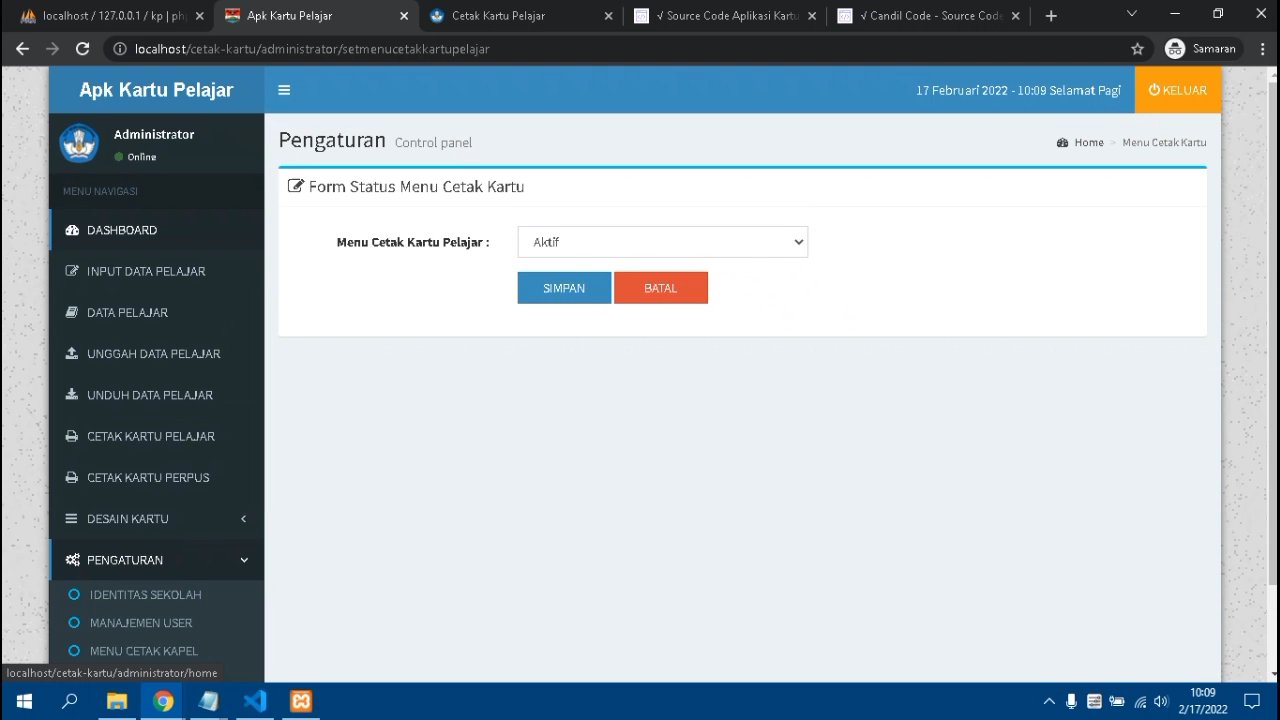 localhost / 127.0.0.1 / kp | ph
Apk Kartu Pelajar
Cetak Kartu Pelajar
√ Source Code Aplikasi Kartu
√ Candil Code - Source Code
localhost/cetak-kartu/administrator/setmenucetakkartupelajar
Samaran
Apk Kartu Pelajar
17 Februari 2022 - 10:09 Selamat Pagi
KELUAR
Administrator
Online
Pengaturan Control panel
Home > Menu Cetak Kartu
MENU NAVIGASI
Form Status Menu Cetak Kartu
DASHBOARD
Menu Cetak Kartu Pelajar :
Aktif
INPUT DATA PELAJAR
SIMPAN
BATAL
DATA PELAJAR
UNGGAH DATA PELAJAR
UNDUH DATA PELAJAR
CETAK KARTU PELAJAR
CETAK KARTU PERPUS
DESAIN KARTU
PENGATURAN
IDENTITAS SEKOLAH
MANAJEMEN USER
MENU CETAK KAPEL
localhost/cetak-kartu/administrator/home
10:09
2/17/2022